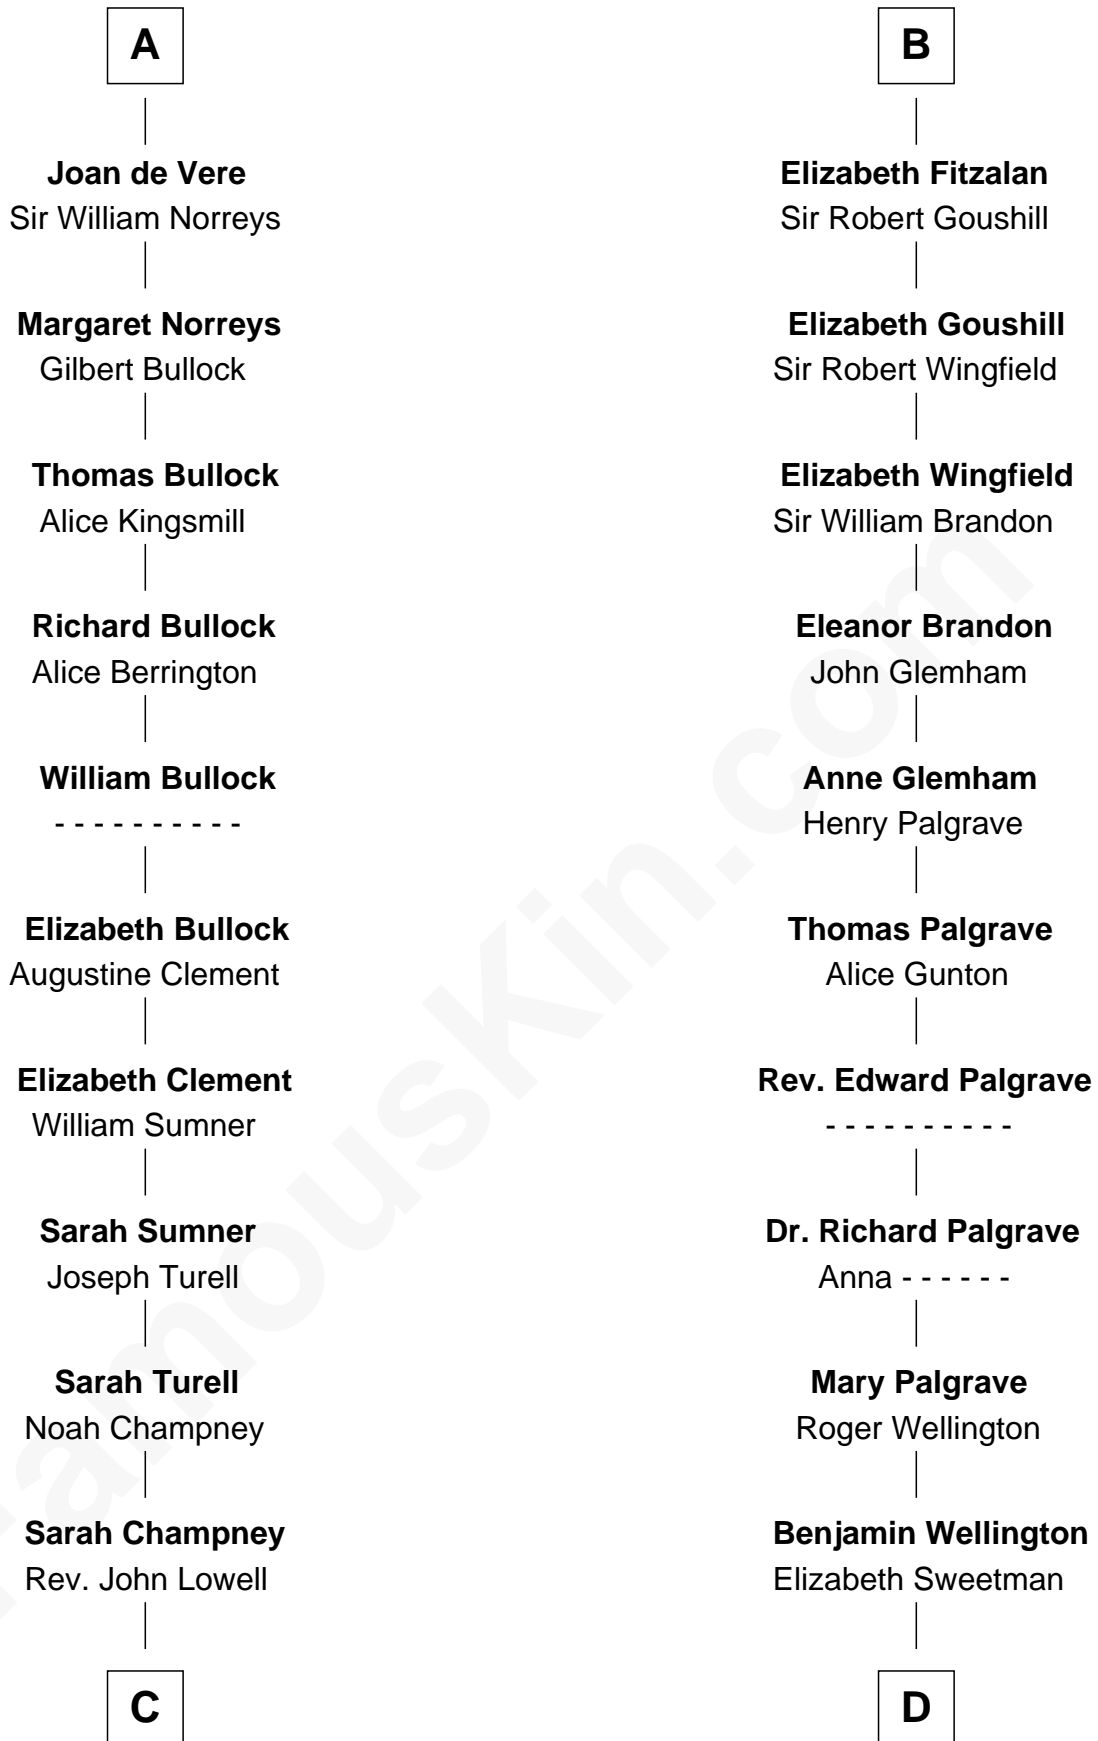 A
Joan de Vere
Sir William Norreys
Margaret Norreys
Gilbert Bullock
Thomas Bullock
Alice Kingsmill
Richard Bullock
Alice Berrington
William Bullock
- - - - - - - - - -
Elizabeth Bullock
Augustine Clement
Elizabeth Clement
William Sumner
Sarah Sumner
Joseph Turell
Sarah Turell
Noah Champney
Sarah Champney
Rev. John Lowell
C
B
Elizabeth Fitzalan
Sir Robert Goushill
Elizabeth Goushill
Sir Robert Wingfield
Elizabeth Wingfield
Sir William Brandon
Eleanor Brandon
John Glemham
Anne Glemham
Henry Palgrave
Thomas Palgrave
Alice Gunton
Rev. Edward Palgrave
- - - - - - - - - -
Dr. Richard Palgrave
Anna - - - - - -
Mary Palgrave
Roger Wellington
Benjamin Wellington
Elizabeth Sweetman
D
FamousKin.com